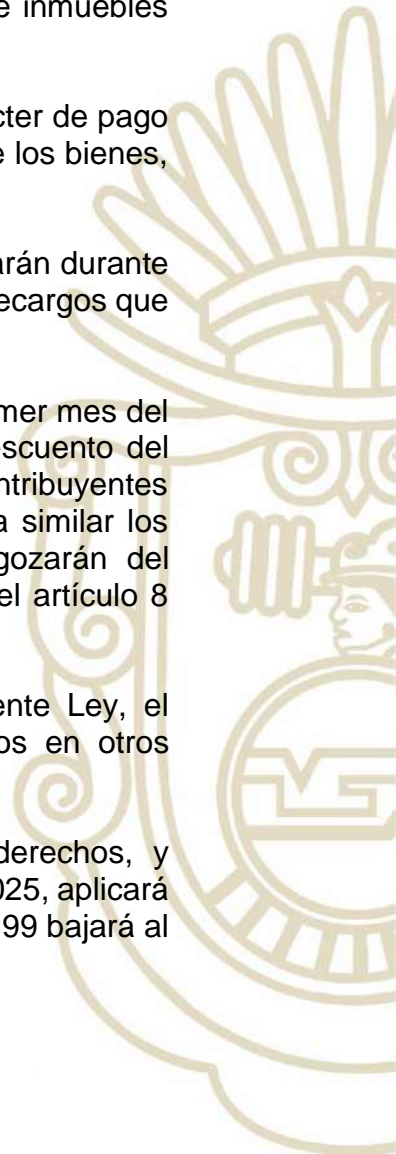 e inmuebles
cter de pago
e los bienes,
arán durante
ecargos que
mer mes del
escuento del
ntribuyentes
a similar los
gozarán del
el artículo 8
ente Ley, el
os en otros
derechos, y
025, aplicará
99 bajará al